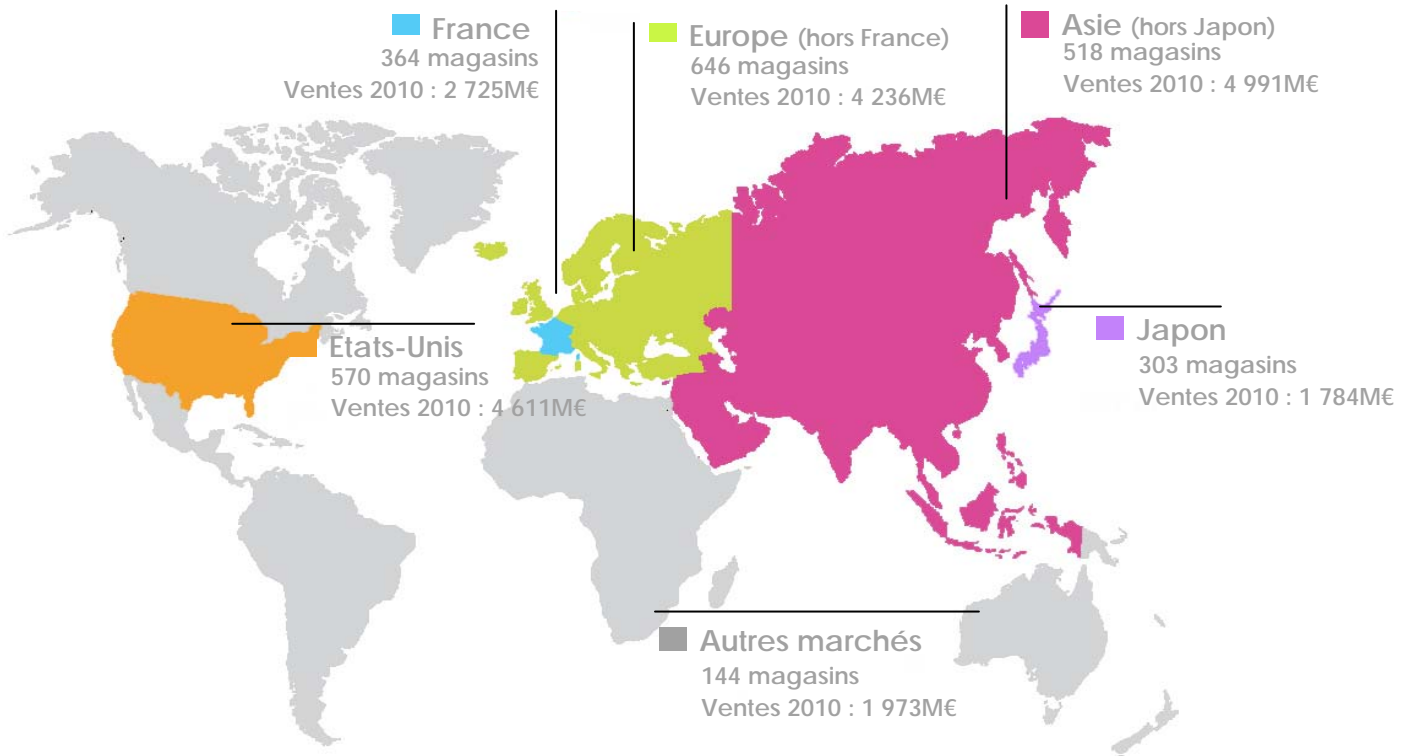 France
364 magasins
Ventes 2010 : 2 725M€
Europe (hors France)
646 magasins
Ventes 2010 : 4 236M€
Asie (hors Japon)
518 magasins
Ventes 2010 : 4 991M€
Etats-Unis
570 magasins
Ventes 2010 : 4 611M€
Japon
303 magasins
Ventes 2010 : 1 784M€
Autres marchés
144 magasins
Ventes 2010 : 1 973M€